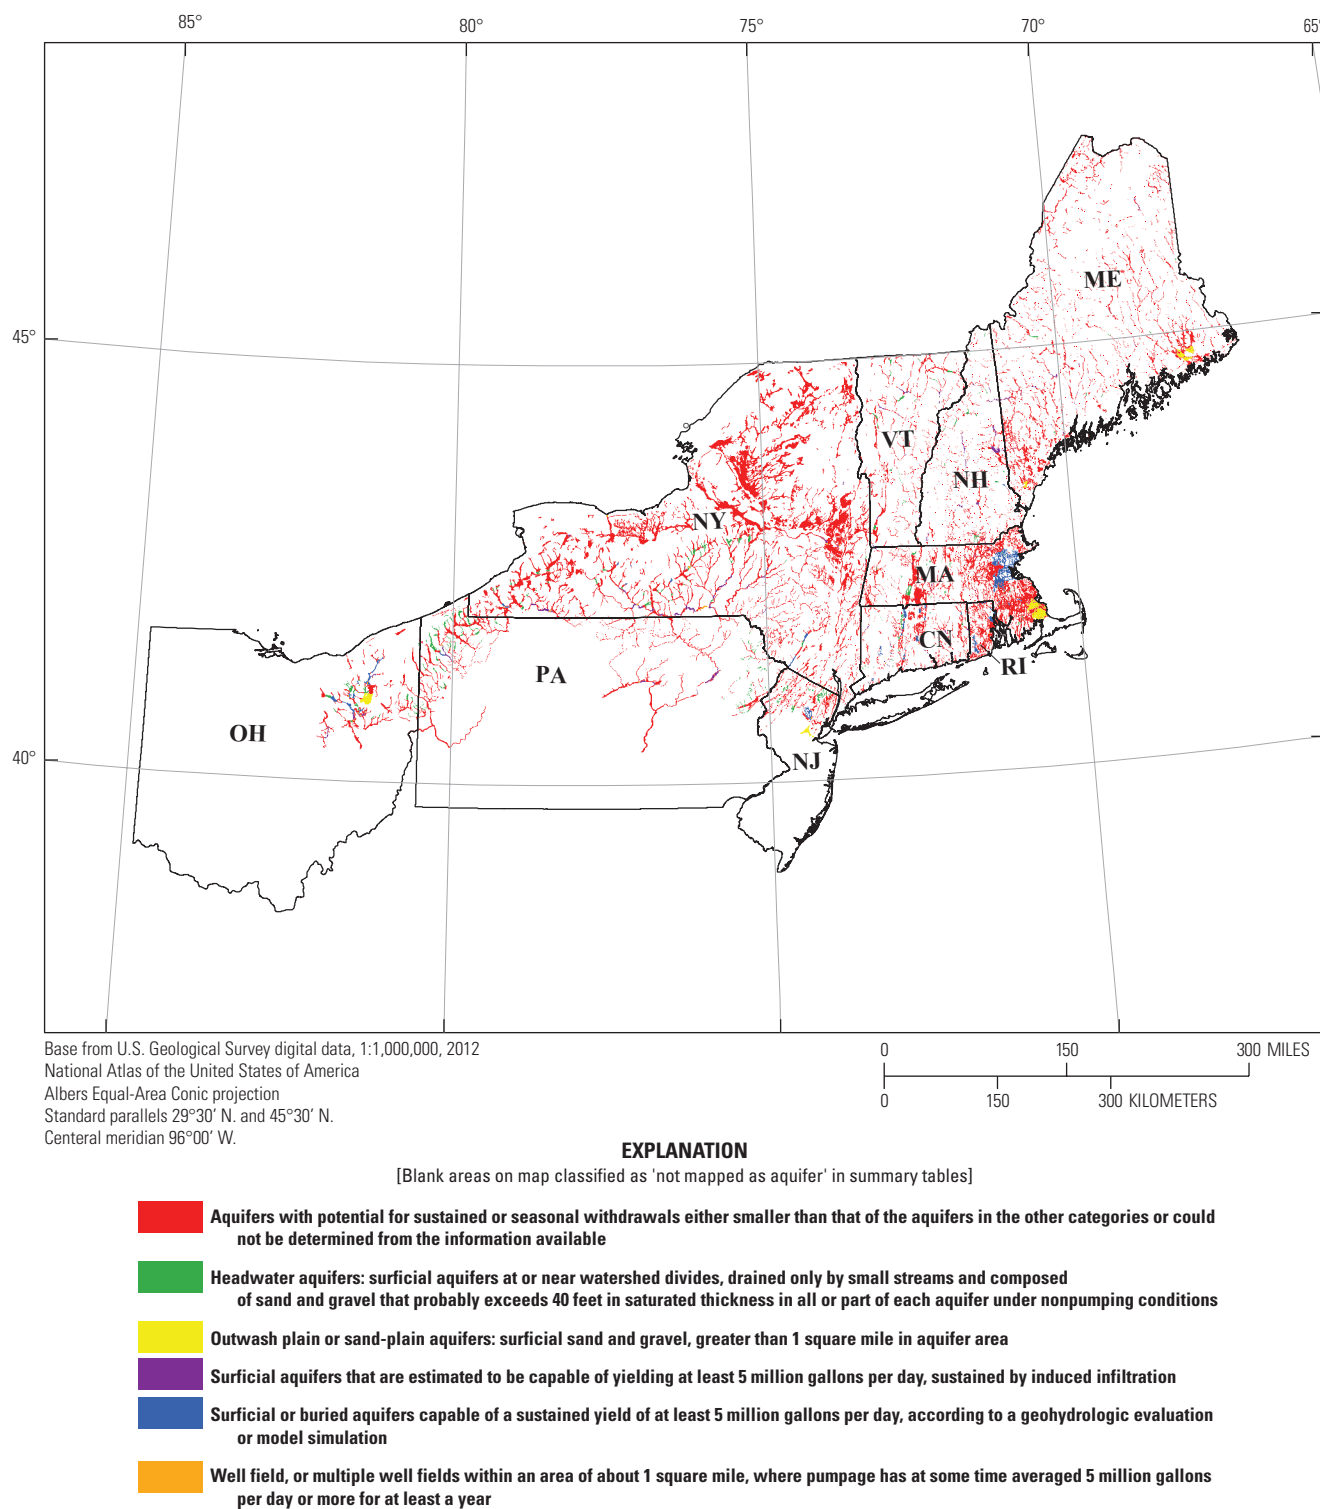 85°
80°
75°
70°
65°
45°
40°
ME
VT
NH
NY
MA
CN
RI
PA
OH
NJ
Base from U.S. Geological Survey digital data, 1:1,000,000, 2012
National Atlas of the United States of America
Albers Equal-Area Conic projection
Standard parallels 29°30′ N. and 45°30′ N.
Centeral meridian 96°00′ W.
0 150 300 MILES
0 150 300 KILOMETERS
EXPLANATION
[Blank areas on map classified as 'not mapped as aquifer' in summary tables]
Aquifers with potential for sustained or seasonal withdrawals either smaller than that of the aquifers in the other categories or could
not be determined from the information available
Headwater aquifers: surficial aquifers at or near watershed divides, drained only by small streams and composed
of sand and gravel that probably exceeds 40 feet in saturated thickness in all or part of each aquifer under nonpumping conditions
Outwash plain or sand-plain aquifers: surficial sand and gravel, greater than 1 square mile in aquifer area
Surficial aquifers that are estimated to be capable of yielding at least 5 million gallons per day, sustained by induced infiltration
Surficial or buried aquifers capable of a sustained yield of at least 5 million gallons per day, according to a geohydrologic evaluation
or model simulation
Well field, or multiple well fields within an area of about 1 square mile, where pumpage has at some time averaged 5 million gallons
per day or more for at least a year